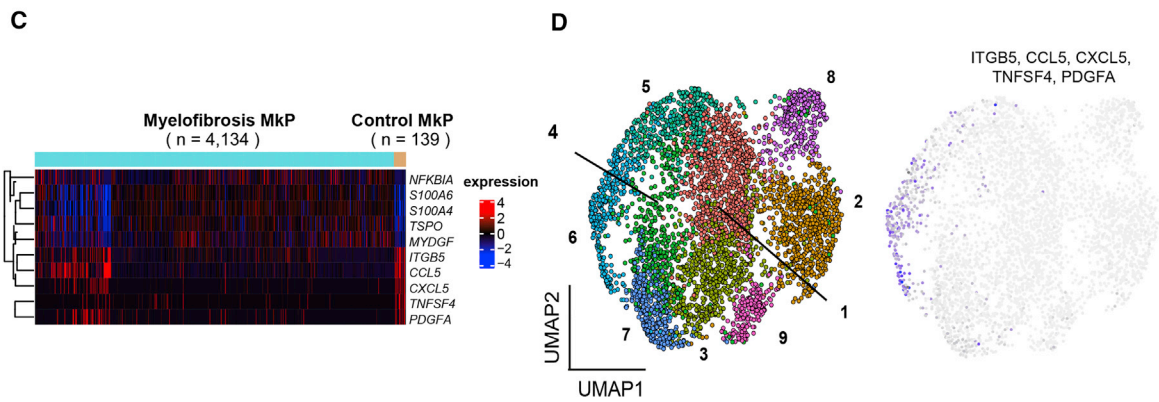 C
Myelofibrosis MkP
( n = 4,134 )
Control MkP
( n = 139 )
NFKBIA
S100A6
S100A4
TSPO
MYDGF
ITGB5
CCL5
CXCL5
TNFSF4
PDGFA
expression
4
2
0
−2
−4
D
5
8
4
2
6
1
7
3
9
UMAP2
UMAP1
ITGB5, CCL5, CXCL5,
TNFSF4, PDGFA